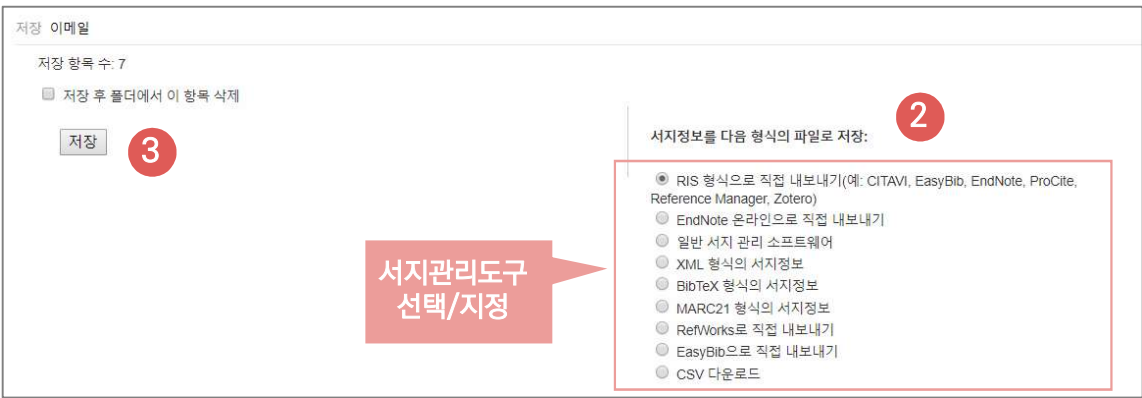 저장 이메일
저장 항목 수: 7
저장 후 폴더에서 이 항목 삭제
저장
3
2
서지정보를 다음 형식의 파일로 저장:
RIS 형식으로 직접 내보내기(예: CITAVI, EasyBib, EndNote, ProCite,
Reference Manager, Zotero)
EndNote 온라인으로 직접 내보내기
일반 서지 관리 소프트웨어
XML 형식의 서지정보
BibTeX 형식의 서지정보
MARC21 형식의 서지정보
RefWorks로 직접 내보내기
EasyBib으로 직접 내보내기
CSV 다운로드
서지관리도구
선택/지정